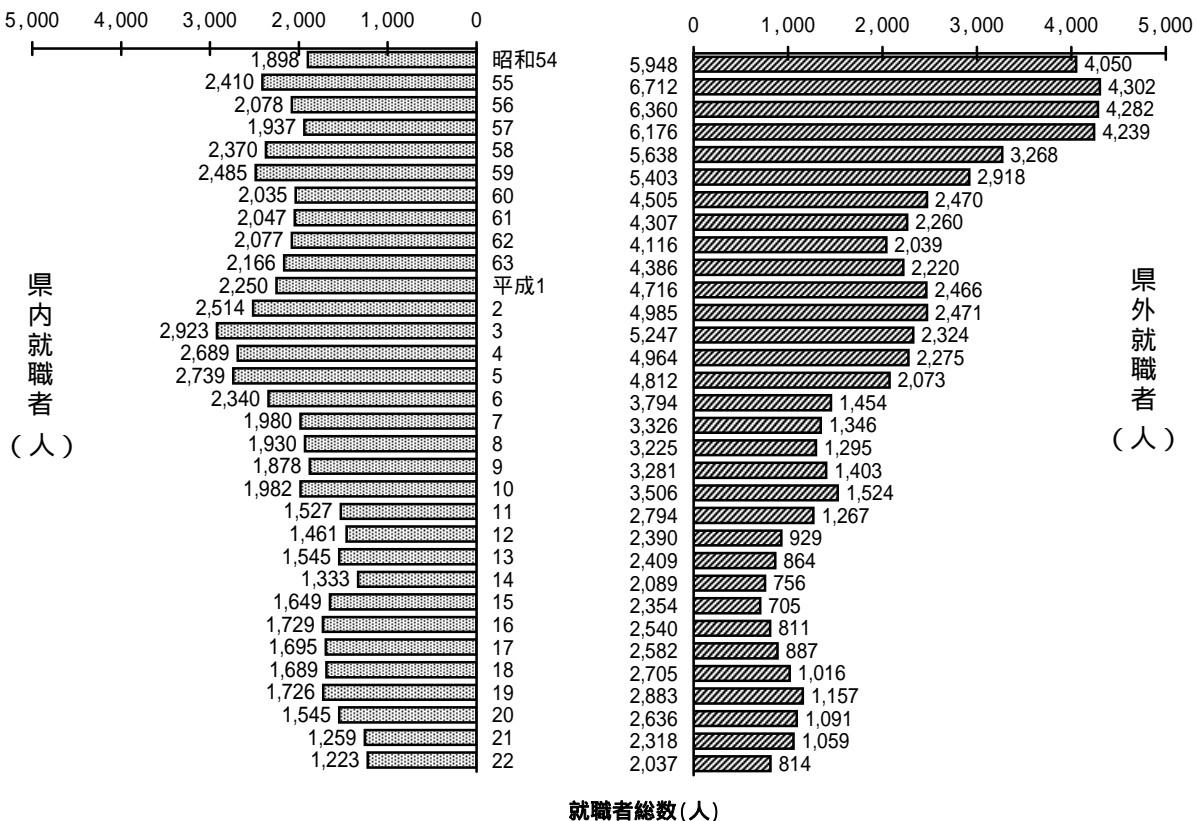 5,000 4,000 3,000 2,000 1,000 0 0 1,000 2,000 3,000 4,000 5,000
1,898 昭和54 5,948 4,050
2,410 55 6,712 4,302
2,078 56 6,360 4,282
1,937 57 6,176 4,239
2,370 58 5,638 3,268
2,485 59 5,403 2,918
2,035 60 4,505 2,470
2,047 61 4,307 2,260
2,077 62 4,116 2,039
2,166 63 4,386 2,220
2,250 平成1 4,716 2,466
2,514 2 4,985 2,471
2,923 3 5,247 2,324
2,689 4 4,964 2,275
2,739 5 4,812 2,073
2,340 6 3,794 1,454
1,980 7 3,326 1,346
1,930 8 3,225 1,295
1,878 9 3,281 1,403
1,982 10 3,506 1,524
1,527 11 2,794 1,267
1,461 12 2,390 929
1,545 13 2,409 864
1,333 14 2,089 756
1,649 15 2,354 705
1,729 16 2,540 811
1,695 17 2,582 887
1,689 18 2,705 1,016
1,726 19 2,883 1,157
1,545 20 2,636 1,091
1,259 21 2,318 1,059
1,223 22 2,037 814
県内就職者(人)
県外就職者(人)
就職者総数(人)